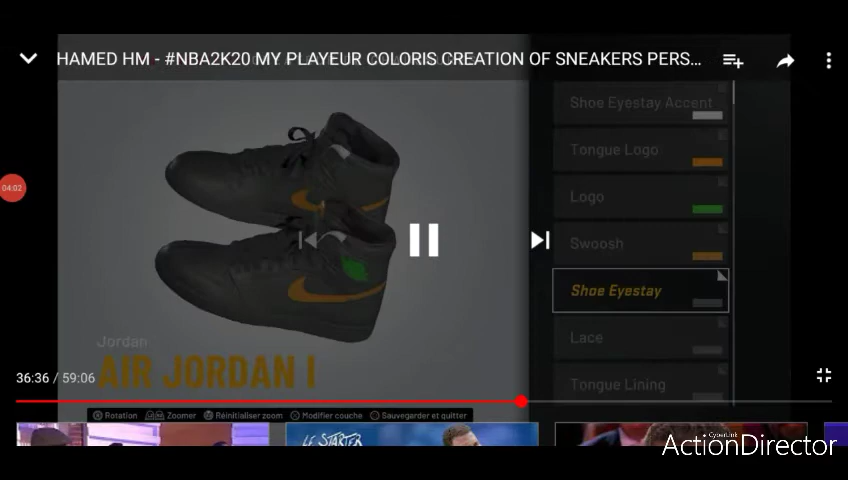 HAMED HM - #NBA2K20 MY PLAYEUR COLORIS CREATION OF SNEAKERS PERS...
Shoe Eyestay Accent
Tongue Logo
04:02
Logo
Swoosh
Shoe Eyestay
Lace
Jordan
AIR JORDAN I
36:36 / 59:06
Tongue Lining
Rotation Zoomer Réinitialiser zoom Modifier couche Sauvegarder et quitter
LE STARTER
CyberLink
ActionDirector